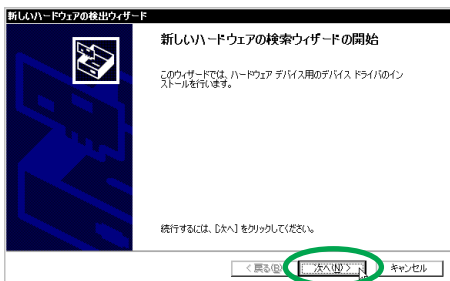 新しいハードウェアの検出ウィザード
新しいハードウェアの検索ウィザードの開始
このウィザードでは、ハードウェア デバイス用のデバイス ドライバのイン
ストールを行います。
続行するには、[次へ] をクリックしてください。
< 戻る(B) 次へ(N) > キャンセル